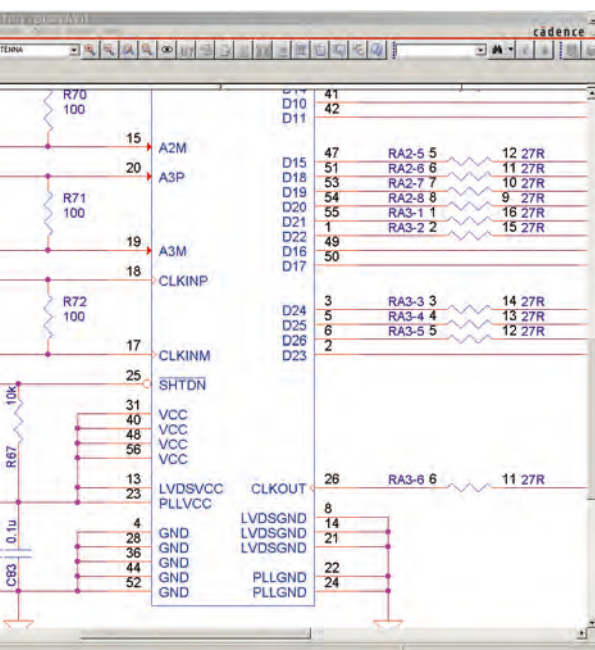 cādence
TENNA
R70
100
D14 41
D10 42
D11
15 A2M
20 A3P
R71
100
19 A3M
18 CLKINP
R72
100
17 CLKINM
25 SHTDN
10k
R67
0.1u
C83
31 VCC
40 VCC
48 VCC
56 VCC
13 LVDSVCC
23 PLLVCC
4 GND
28 GND
36 GND
44 GND
52 GND
D15 47 RA2-5 5 12 27R
D18 51 RA2-6 6 11 27R
D19 53 RA2-7 7 10 27R
D20 54 RA2-8 8 9 27R
D21 55 RA3-1 1 16 27R
D22 1 RA3-2 2 15 27R
D16 49
D17 50
D24 3 RA3-3 3 14 27R
D25 5 RA3-4 4 13 27R
D26 6 RA3-5 5 12 27R
D23 2
CLKOUT 26 RA3-6 6 11 27R
LVDSGND 8
LVDSGND 14
LVDSGND 21
PLLGND 22
PLLGND 24